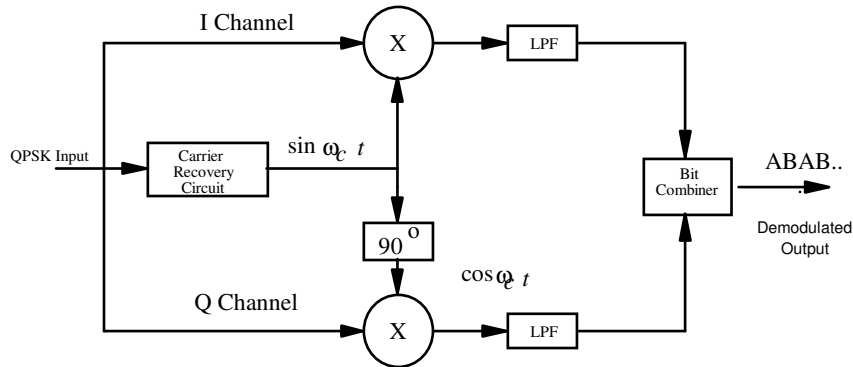 I Channel
X
LPF
QPSK Input
Carrier
Recovery
Circuit
sin ωc t
Bit
Combiner
ABAB..
Demodulated
Output
90°
cos ωc t
Q Channel
X
LPF